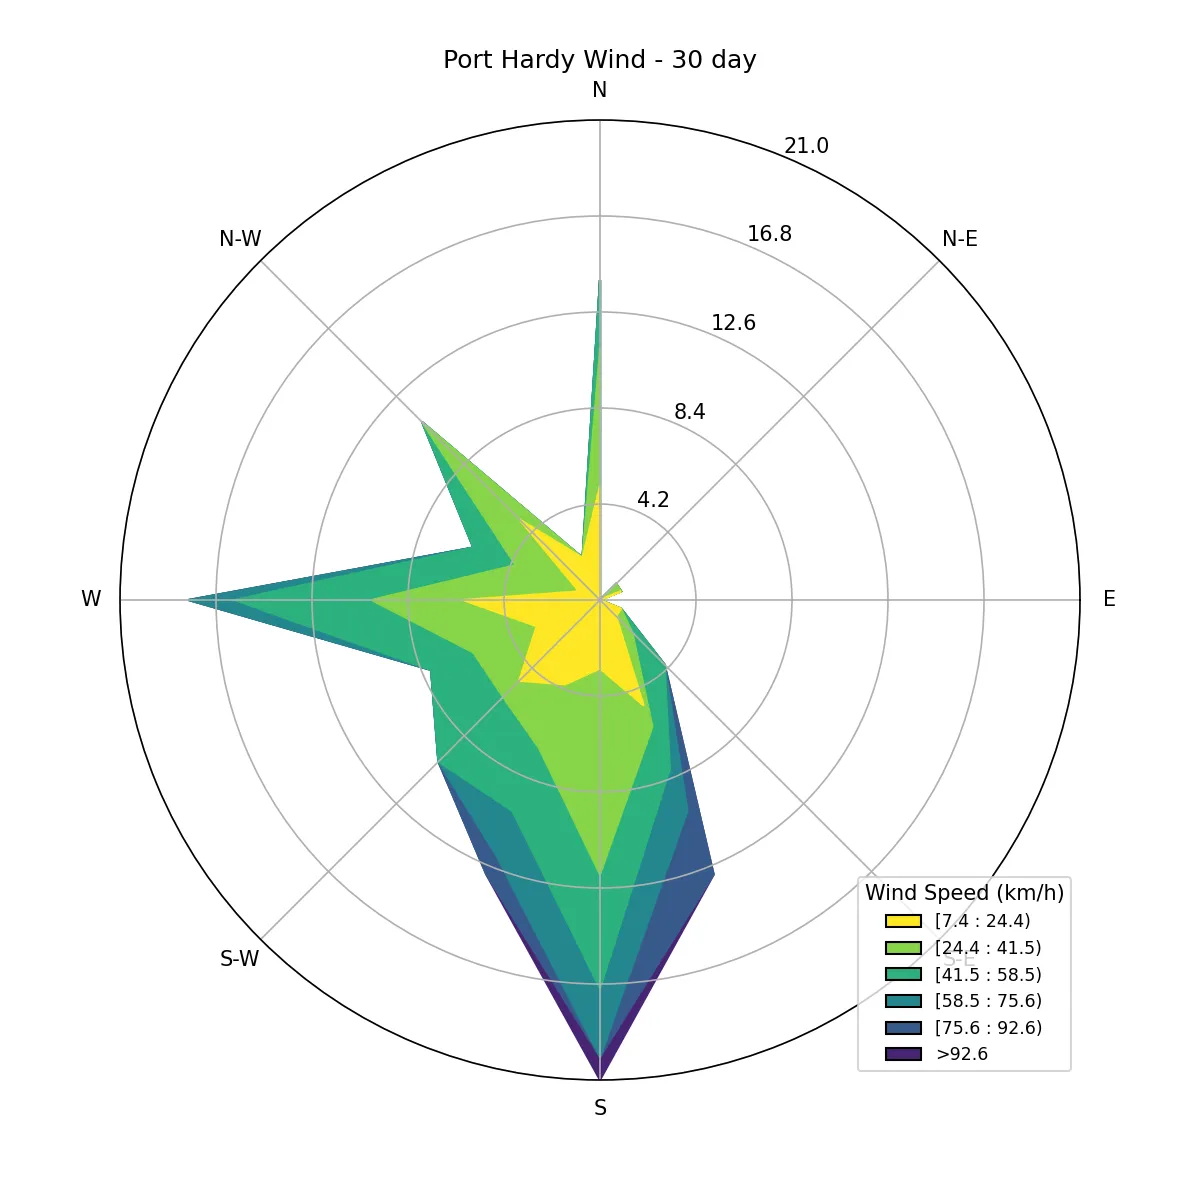 Port Hardy Wind - 30 day
N
21.0
16.8
N-W
N-E
12.6
8.4
4.2
W
E
Wind Speed (km/h)
[7.4 : 24.4)
[24.4 : 41.5)
S-W
S-E
[41.5 : 58.5)
[58.5 : 75.6)
[75.6 : 92.6)
>92.6
S